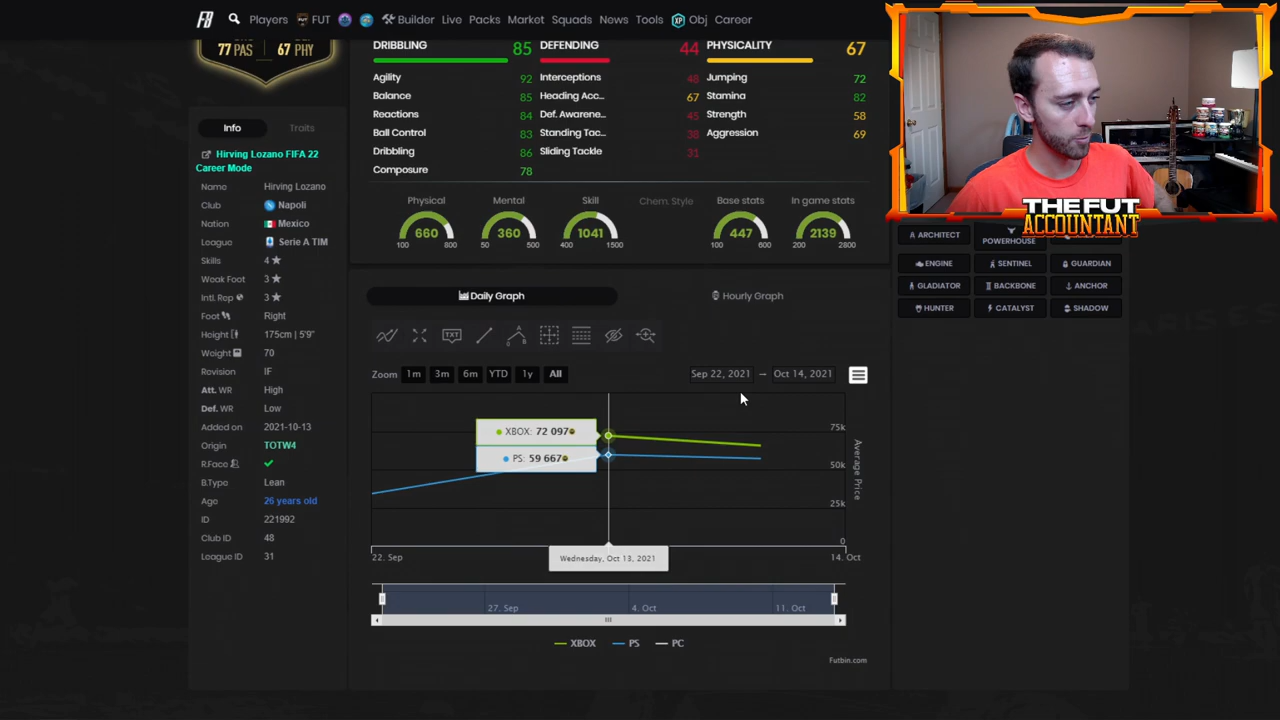 FB Players FUT Builder Live Packs Market Squads News Tools XP Obj Career
77 PAS 67 PHY
DRIBBLING 85 DEFENDING 44 PHYSICALITY 67
Agility 92 Interceptions 48 Jumping 72
Balance 85 Heading Acc... 67 Stamina 82
Reactions 84 Def. Awarene... 45 Strength 58
Ball Control 83 Standing Tac... 38 Aggression 69
Dribbling 86 Sliding Tackle 31
Composure 78
Info Traits
Hirving Lozano FIFA 22
Career Mode
Name Hirving Lozano
Club Napoli
Nation Mexico
League Serie A TIM
Skills 4
Weak Foot 3
Intl. Rep 3
Foot Right
Height 175cm | 5'9"
Weight 70
Revision IF
Att. WR High
Def. WR Low
Added on 2021-10-13
Origin TOTW4
R.Face
B.Type Lean
Age 26 years old
ID 221992
Club ID 48
League ID 31
Physical Mental Skill Chem. Style Base stats In game stats
660 360 1041 447 2139
100 800 50 500 400 1500 100 600 200 2800
Daily Graph Hourly Graph
TXT
A B C
Zoom 1m 3m 6m YTD 1y All Sep 22, 2021 → Oct 14, 2021
XBOX: 72 097
PS: 59 667
75k
50k
25k
0
Average Price
22. Sep Wednesday, Oct 13, 2021 14. Oct
27. Sep 4. Oct 11. Oct
XBOX PS PC
Futbin.com
THE FUT
ACCOUNTANT
ARCHITECT POWERHOUSE
ENGINE SENTINEL GUARDIAN
GLADIATOR BACKBONE ANCHOR
HUNTER CATALYST SHADOW